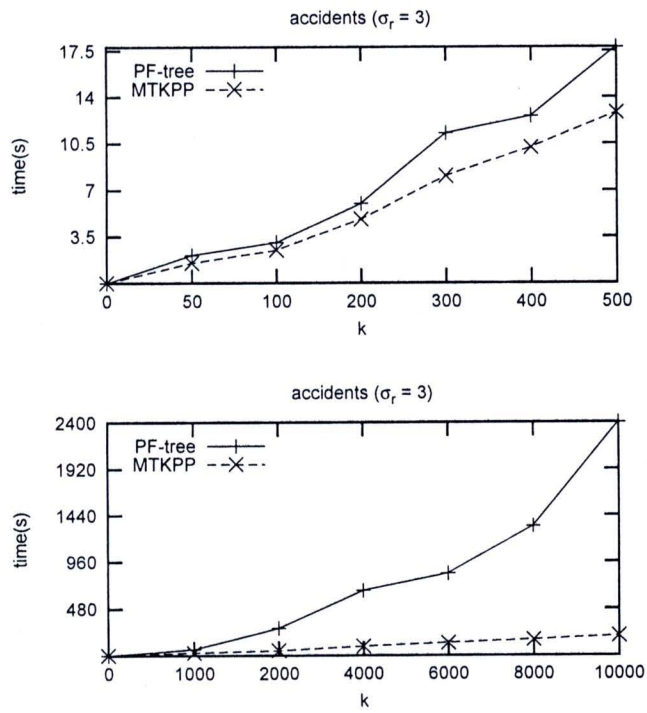 accidents (σr = 3)
17.5
14
10.5
7
3.5
time(s)
PF-tree
MTKPP
0 50 100 200 300 400 500
k
accidents (σr = 3)
2400
1920
1440
960
480
time(s)
PF-tree
MTKPP
0 1000 2000 4000 6000 8000 10000
k